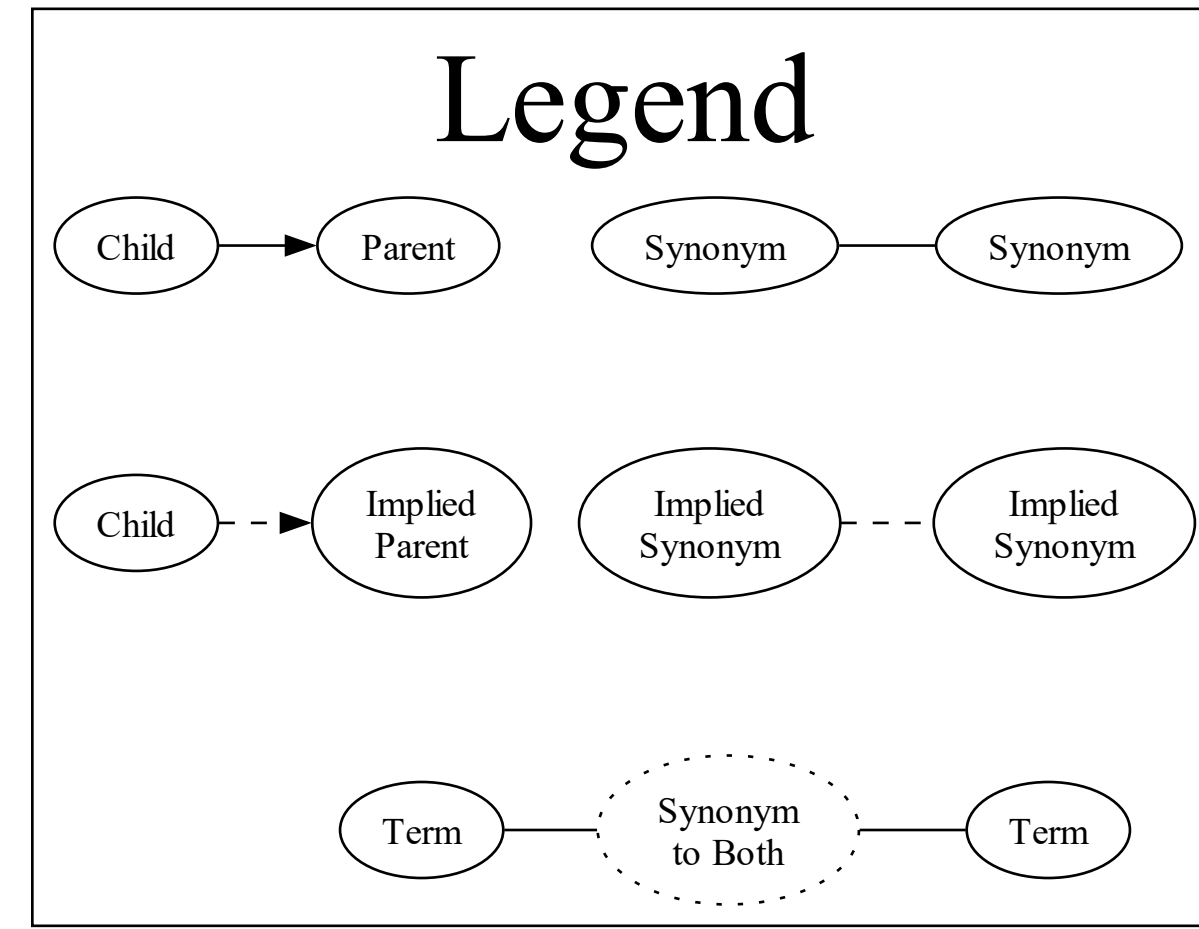 Legend
Child
Parent
Synonym
Synonym
Child
Implied
Parent
Implied
Synonym
Implied
Synonym
Term
Synonym
to Both
Term